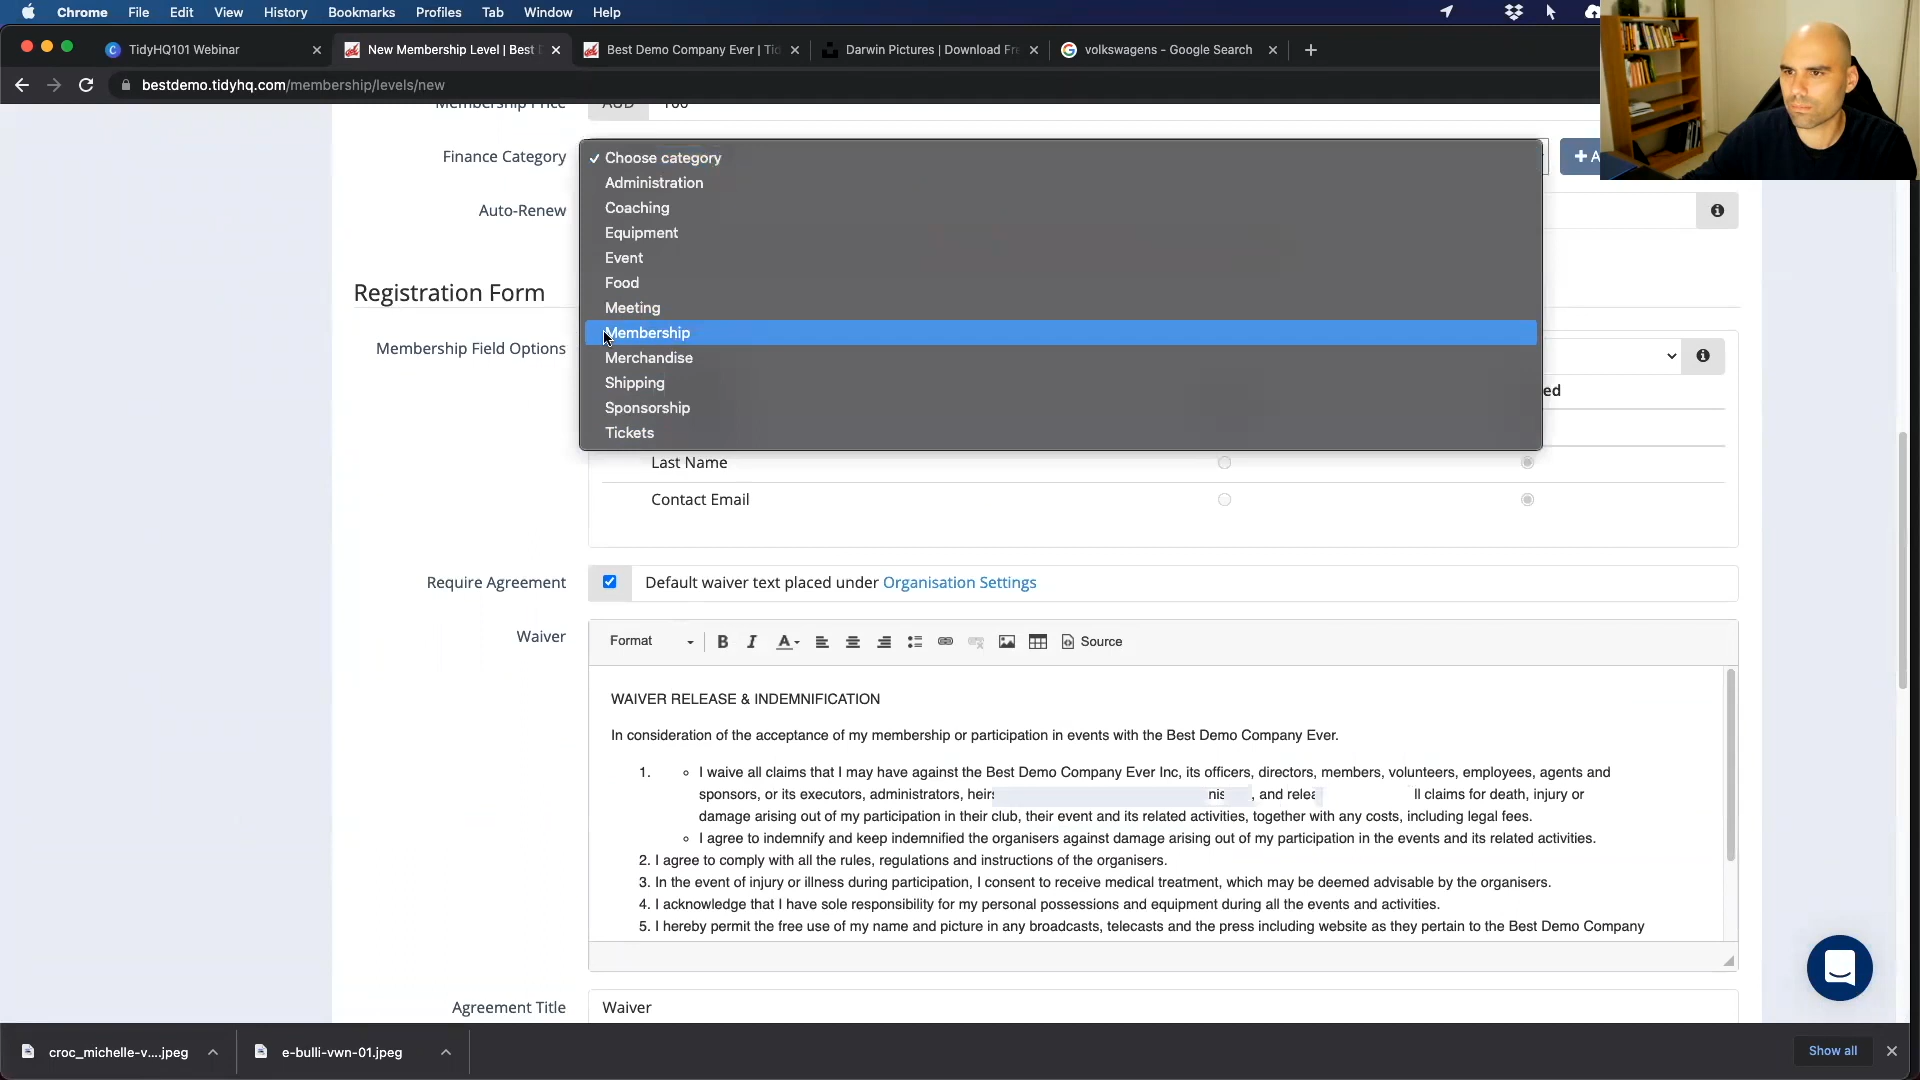 Chrome File Edit View History Bookmarks Profiles Tab Window Help
TidyHQ101 Webinar
New Membership Level | Best
Best Demo Company Ever | Tid
Darwin Pictures | Download Fre
volkswagens - Google Search
bestdemo.tidyhq.com/membership/levels/new
Membership Price AUD 100
Finance Category
Choose category
Administration
Coaching
Equipment
Event
Food
Meeting
Membership
Merchandise
Shipping
Sponsorship
Tickets
+ A
Auto-Renew
Registration Form
Membership Field Options
ed
Last Name
Contact Email
Require Agreement
Default waiver text placed under Organisation Settings
Waiver
Format B I A Source
WAIVER RELEASE & INDEMNIFICATION
In consideration of the acceptance of my membership or participation in events with the Best Demo Company Ever.
1. ◦ I waive all claims that I may have against the Best Demo Company Ever Inc, its officers, directors, members, volunteers, employees, agents and
sponsors, or its executors, administrators, heirs nis , and relea ll claims for death, injury or
damage arising out of my participation in their club, their event and its related activities, together with any costs, including legal fees.
◦ I agree to indemnify and keep indemnified the organisers against damage arising out of my participation in the events and its related activities.
2. I agree to comply with all the rules, regulations and instructions of the organisers.
3. In the event of injury or illness during participation, I consent to receive medical treatment, which may be deemed advisable by the organisers.
4. I acknowledge that I have sole responsibility for my personal possessions and equipment during all the events and activities.
5. I hereby permit the free use of my name and picture in any broadcasts, telecasts and the press including website as they pertain to the Best Demo Company
Agreement Title
Waiver
croc_michelle-v....jpeg
e-bulli-vwn-01.jpeg
Show all